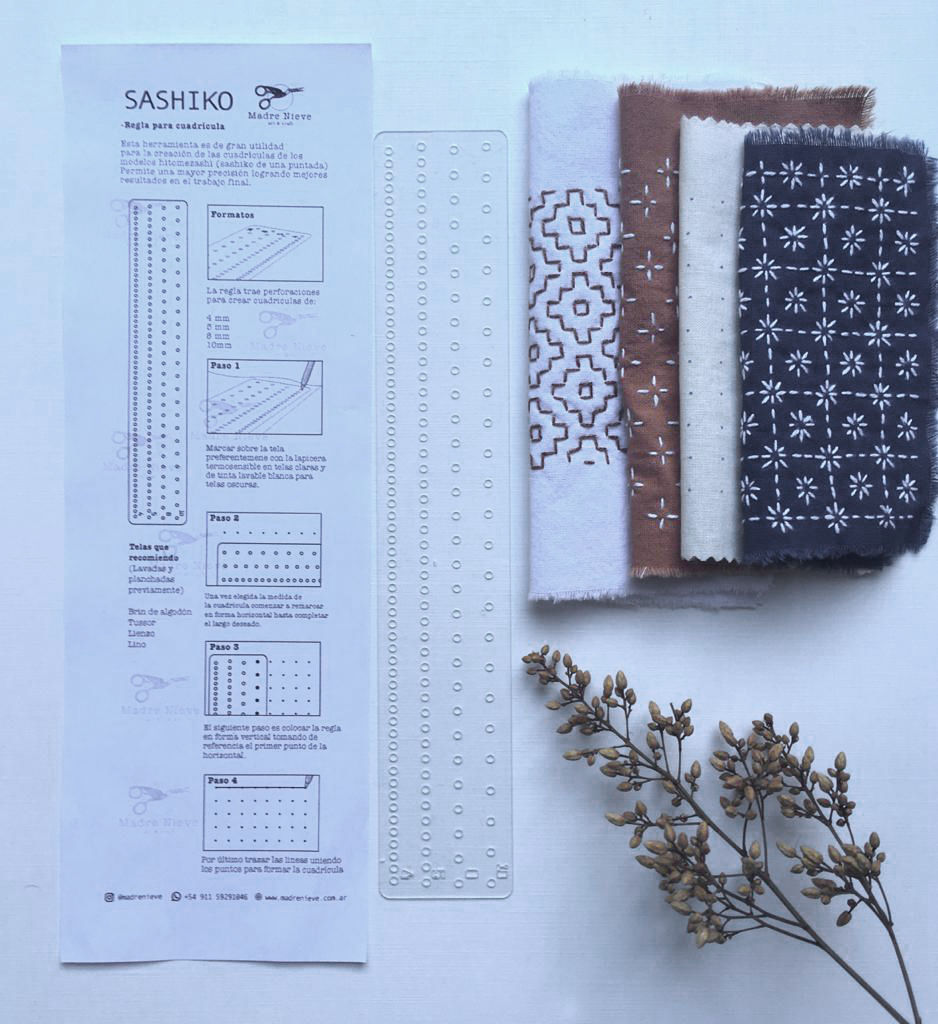 SASHIKO
Madre Nieve
art & craft
-Regla para cuadrícula
Esta herramienta es de gran utilidad
para la creación de las cuadrículas de los
modelos hitomezashi (sashiko de una puntada)
Permite una mayor precisión logrando mejores
resultados en el trabajo final.
Formatos
La regla trae perforaciones
para crear cuadrículas de:
4 mm
5 mm
8 mm
10mm
Paso 1
Marcar sobre la tela
preferentemene con la lapicera
termosensible en telas claras y
de tinta lavable blanca para
telas oscuras.
Paso 2
Una vez elegida la medida de
la cuadrícula comenzar a remarcar
en forma horizontal hasta completar
el largo deseado.
Telas que
recomiendo
(Lavadas y
planchadas
previamente)
Brin de algodón
Tussor
Lienzo
Lino
Paso 3
El siguiente paso es colocar la regla
en forma vertical tomando de
referencia el primer punto de la
horizontal.
Paso 4
Por último trazar las lineas uniendo
los puntos para formar la cuadrícula
@madrenieve +54 911 59291046 www.madrenieve.com.ar